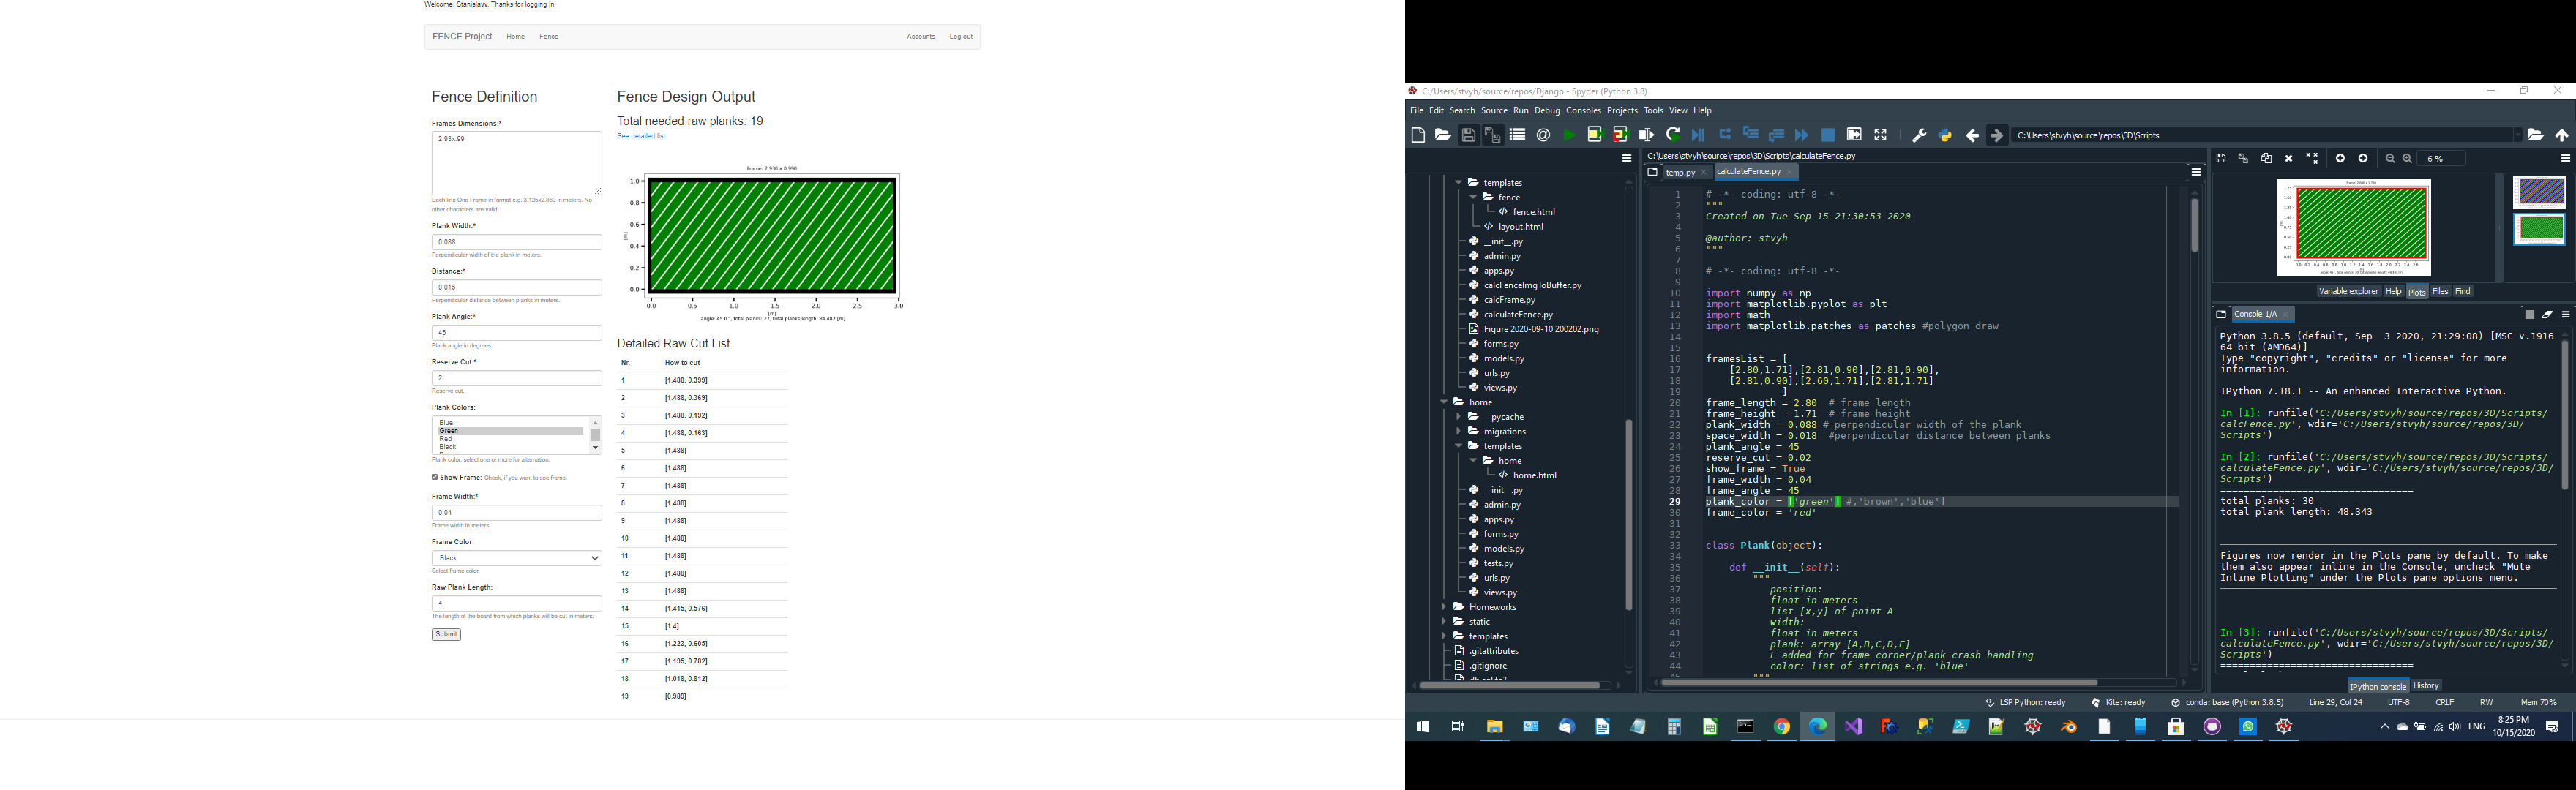 Welcome, Stanislavv. Thanks for logging in.
FENCE Project Home Fence Accounts Log out
Fence Definition
Frames Dimensions:*
2.93x.99
Each line One Frame in format e.g. 3.125x2.869 in meters. No
other characters are valid!
Plank Width:*
0.088
Perpendicular width of the plank in meters.
Distance:*
0.015
Perpendicular distance between planks in meters.
Plank Angle:*
45
Plank angle in degrees.
Reserve Cut:*
2
Reserve cut.
Plank Colors:
Blue
Green
Red
Black
Plank color, select one or more for alternation.
Show Frame: Check, if you want to see frame.
Frame Width:*
0.04
Frame width in meters.
Frame Color:
Black
Select frame color.
Raw Plank Length:
4
The length of the board from which planks will be cut in meters.
Submit
Fence Design Output
Total needed raw planks: 19
See detailed list.
Frame: 2.930 x 0.990
1.0
0.8
0.6
0.4
0.2
0.0
[m]
0.0 0.5 1.0 1.5 2.0 2.5 3.0
[m]
angle: 45.0°, total planks: 27, total planks length: 64.482 [m]
Detailed Raw Cut List
Nr. How to cut
1 [1.488, 0.399]
2 [1.488, 0.369]
3 [1.488, 0.192]
4 [1.488, 0.163]
5 [1.488]
6 [1.488]
7 [1.488]
8 [1.488]
9 [1.488]
10 [1.488]
11 [1.488]
12 [1.488]
13 [1.488]
14 [1.415, 0.576]
15 [1.4]
16 [1.223, 0.605]
17 [1.195, 0.782]
18 [1.018, 0.812]
19 [0.989]
C:/Users/stvyh/source/repos/Django - Spyder (Python 3.8)
File Edit Search Source Run Debug Consoles Projects Tools View Help
C:\Users\stvyh\source\repos\3D\Scripts
templates
fence
fence.html
layout.html
__init__.py
admin.py
apps.py
calcFenceImgToBuffer.py
calcFrame.py
calculateFence.py
Figure 2020-09-10 200202.png
forms.py
models.py
urls.py
views.py
home
__pycache__
migrations
templates
home
home.html
__init__.py
admin.py
apps.py
forms.py
models.py
tests.py
urls.py
views.py
Homeworks
static
templates
.gitattributes
.gitignore
C:\Users\stvyh\source\repos\3D\Scripts\calculateFence.py
temp.py calculateFence.py
1 # -*- coding: utf-8 -*-
2 """
3 Created on Tue Sep 15 21:30:53 2020
4
5 @author: stvyh
6 """
7
8 # -*- coding: utf-8 -*-
9
10 import numpy as np
11 import matplotlib.pyplot as plt
12 import math
13 import matplotlib.patches as patches #polygon draw
14
15
16 framesList = [
17 [2.80,1.71],[2.81,0.90],[2.81,0.90],
18 [2.81,0.90],[2.60,1.71],[2.81,1.71]
19 ]
20 frame_length = 2.80 # frame length
21 frame_height = 1.71 # frame height
22 plank_width = 0.088 # perpendicular width of the plank
23 space_width = 0.018 #perpendicular distance between planks
24 plank_angle = 45
25 reserve_cut = 0.02
26 show_frame = True
27 frame_width = 0.04
28 frame_angle = 45
29 plank_color = ['green'] #,'brown','blue']
30 frame_color = 'red'
31
32
33 class Plank(object):
34
35 def __init__(self):
36 """
37 position:
38 float in meters
39 list [x,y] of point A
40 width:
41 float in meters
42 plank: array [A,B,C,D,E]
43 E added for frame corner/plank crash handling
44 color: list of strings e.g. 'blue'
"""
6 %
Variable explorer Help Plots Files Find
Console 1/A
Python 3.8.5 (default, Sep 3 2020, 21:29:08) [MSC v.1916
64 bit (AMD64)]
Type "copyright", "credits" or "license" for more
information.
IPython 7.18.1 -- An enhanced Interactive Python.
In [1]: runfile('C:/Users/stvyh/source/repos/3D/Scripts/
calcFence.py', wdir='C:/Users/stvyh/source/repos/3D/
Scripts')
In [2]: runfile('C:/Users/stvyh/source/repos/3D/Scripts/
calculateFence.py', wdir='C:/Users/stvyh/source/repos/3D/
Scripts')
=================================
total planks: 30
total plank length: 48.343
Figures now render in the Plots pane by default. To make
them also appear inline in the Console, uncheck "Mute
Inline Plotting" under the Plots pane options menu.
In [3]: runfile('C:/Users/stvyh/source/repos/3D/Scripts/
calculateFence.py', wdir='C:/Users/stvyh/source/repos/3D/
Scripts')
=================================
IPython console History
LSP Python: ready Kite: ready conda: base (Python 3.8.5) Line 29, Col 24 UTF-8 CRLF RW Mem 70%
ENG
8:25 PM
10/15/2020